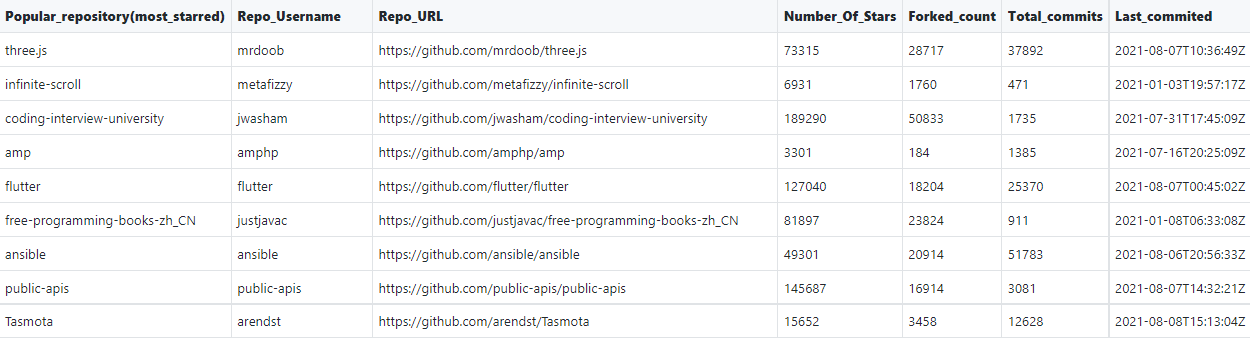 Popular_repository(most_starred) Repo_Username Repo_URL Number_Of_Stars Forked_count Total_commits Last_commited
three.js mrdoob https://github.com/mrdoob/three.js 73315 28717 37892 2021-08-07T10:36:49Z
infinite-scroll metafizzy https://github.com/metafizzy/infinite-scroll 6931 1760 471 2021-01-03T19:57:17Z
coding-interview-university jwasham https://github.com/jwasham/coding-interview-university 189290 50833 1735 2021-07-31T17:45:09Z
amp amphp https://github.com/amphp/amp 3301 184 1385 2021-07-16T20:25:09Z
flutter flutter https://github.com/flutter/flutter 127040 18204 25370 2021-08-07T00:45:02Z
free-programming-books-zh_CN justjavac https://github.com/justjavac/free-programming-books-zh_CN 81897 23824 911 2021-01-08T06:33:08Z
ansible ansible https://github.com/ansible/ansible 49301 20914 51783 2021-08-06T20:56:33Z
public-apis public-apis https://github.com/public-apis/public-apis 145687 16914 3081 2021-08-07T14:32:21Z
Tasmota arendst https://github.com/arendst/Tasmota 15652 3458 12628 2021-08-08T15:13:04Z